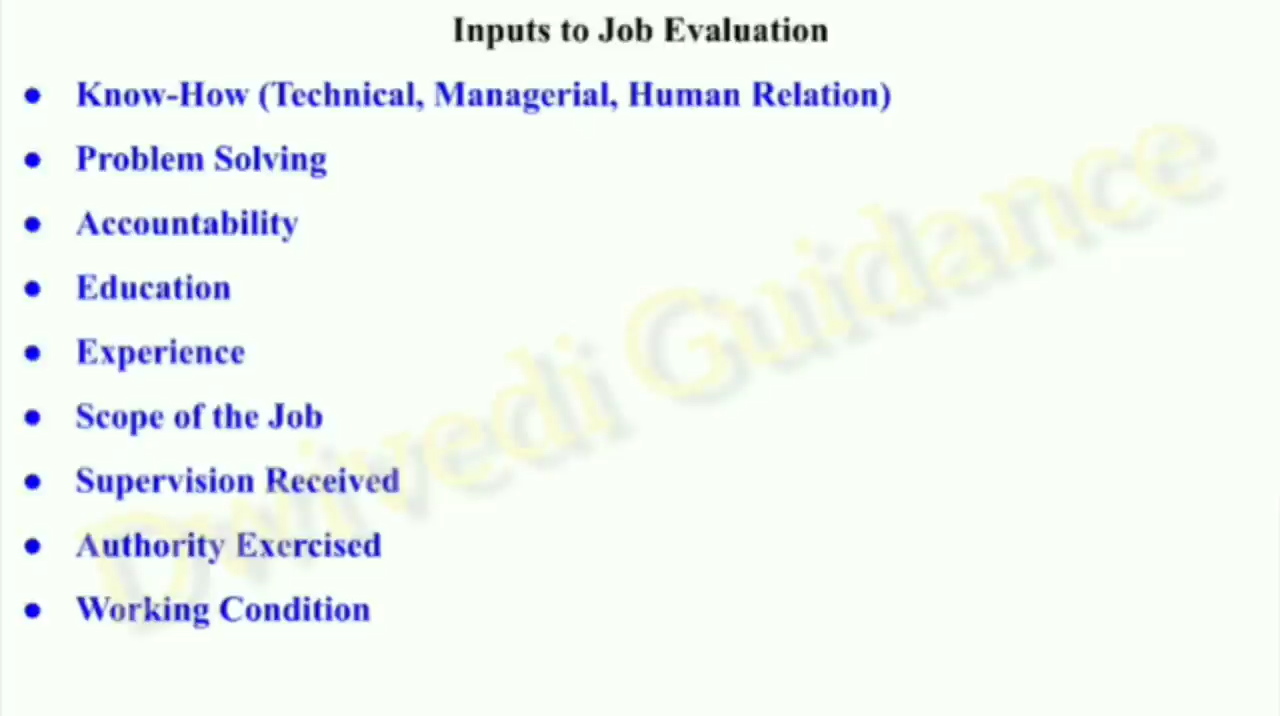 Inputs to Job Evaluation
● Know-How (Technical, Managerial, Human Relation)
● Problem Solving
● Accountability
● Education
● Experience
● Scope of the Job
● Supervision Received
● Authority Exercised
● Working Condition
Dwivedi Guidance